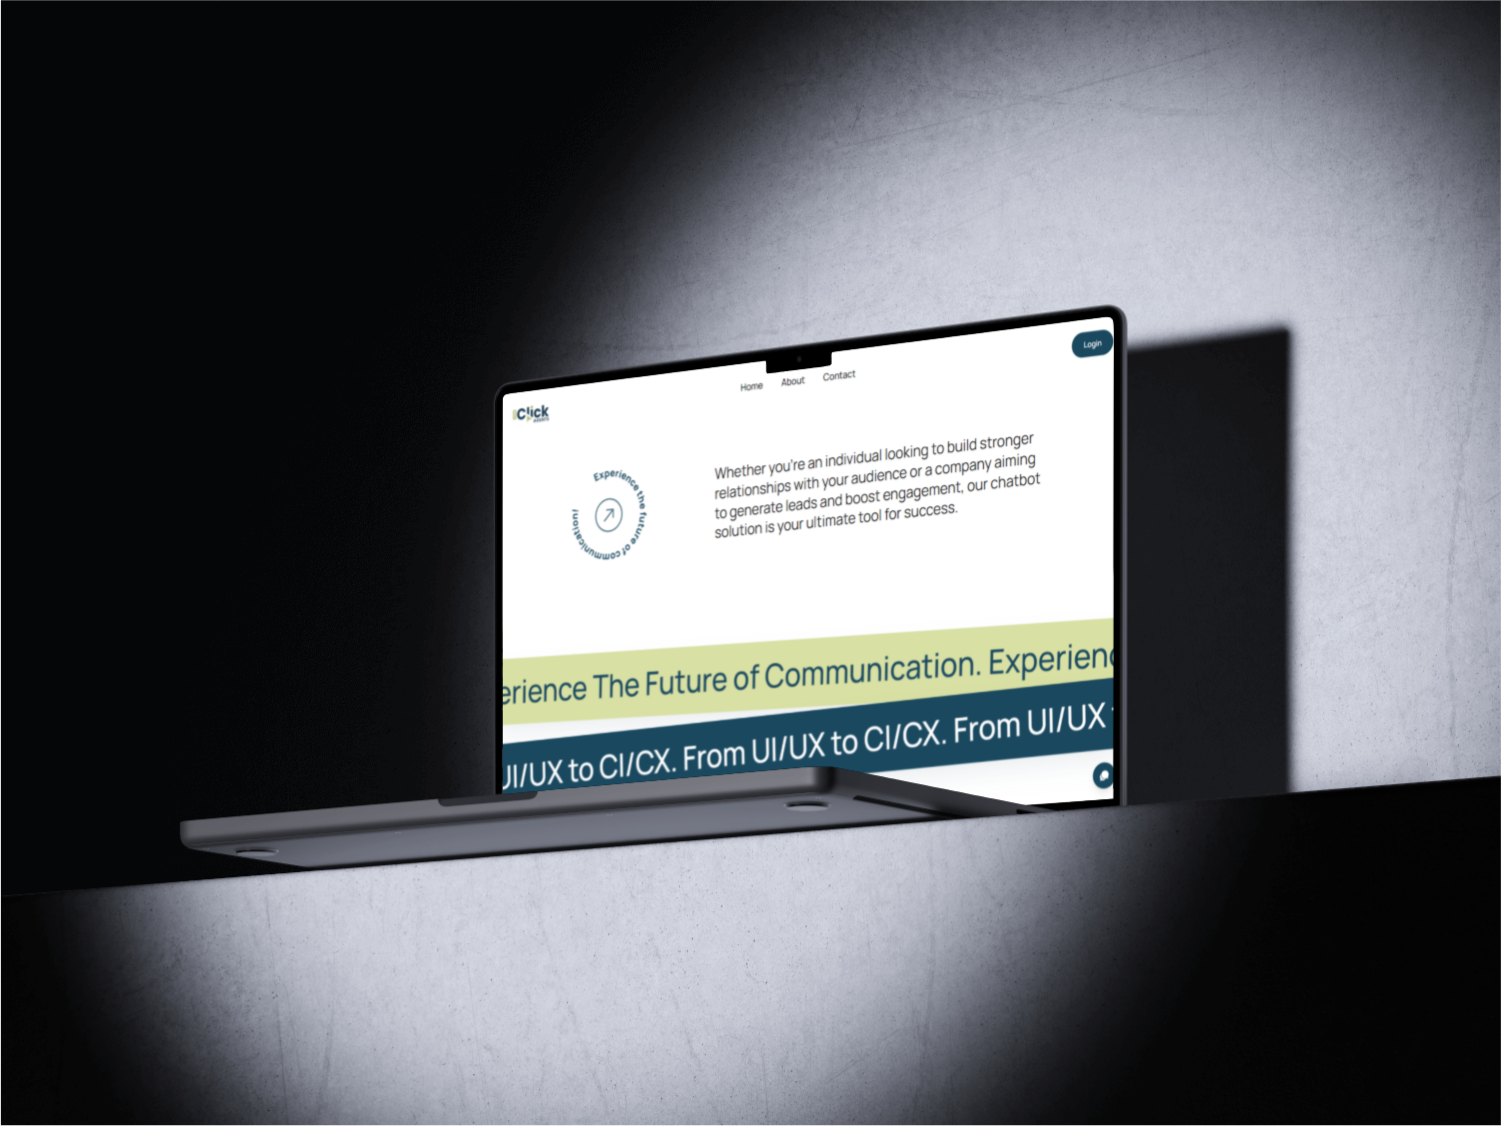 Home About Contact
Login
Click
Experience the future of communication/
Whether you're an individual looking to build stronger
relationships with your audience or a company aiming
to generate leads and boost engagement, our chatbot
solution is your ultimate tool for success.
erience The Future of Communication. Experienc
UI/UX to CI/CX. From UI/UX to CI/CX. From UI/UX